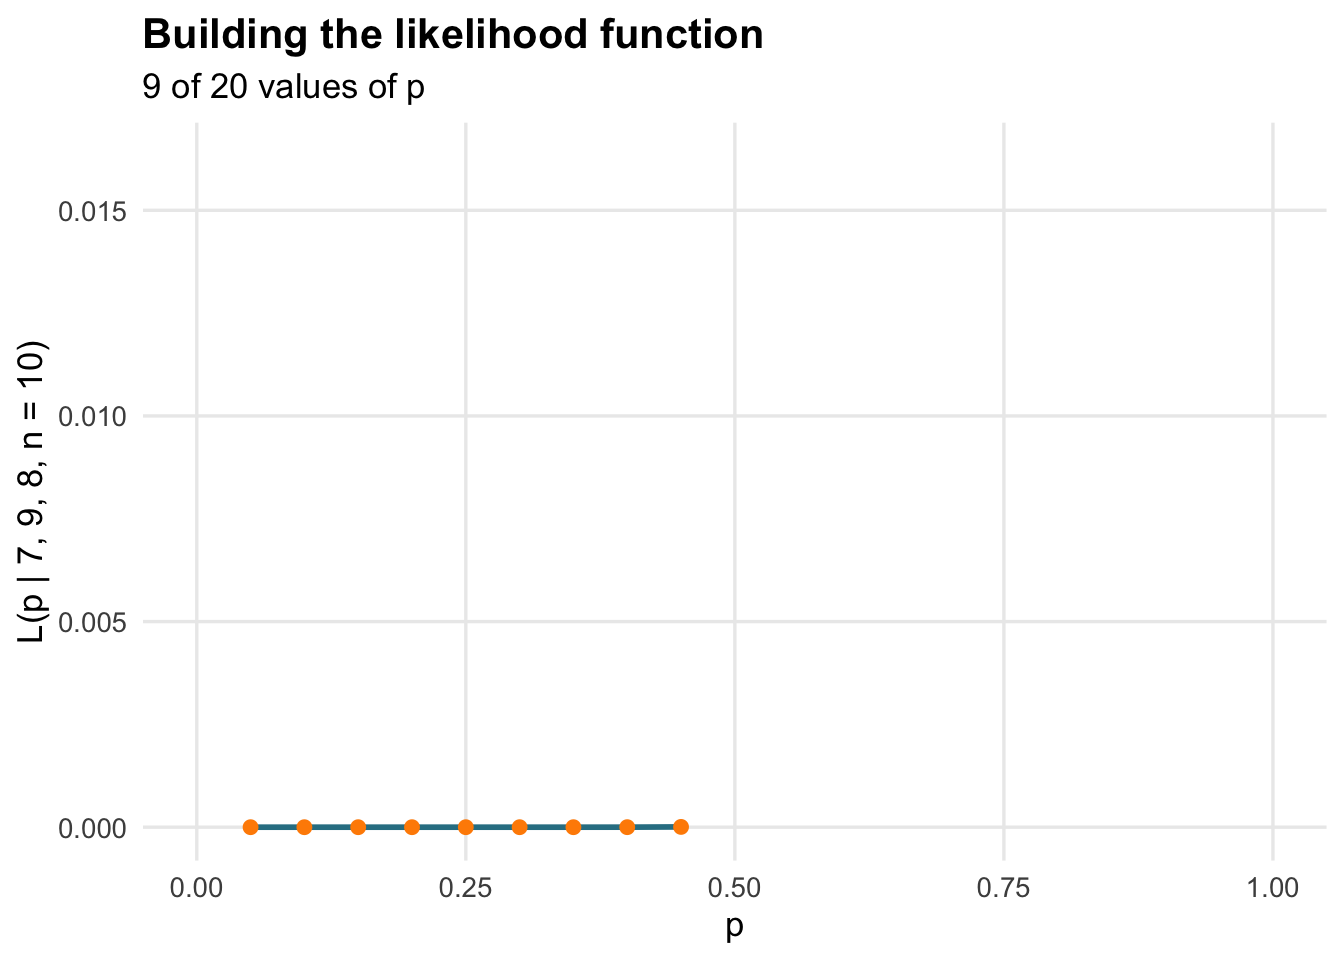 Building the likelihood function
9 of 20 values of p
L(p | 7, 9, 8, n = 10)
0.015
0.010
0.005
0.000
0.00 0.25 0.50 0.75 1.00
p